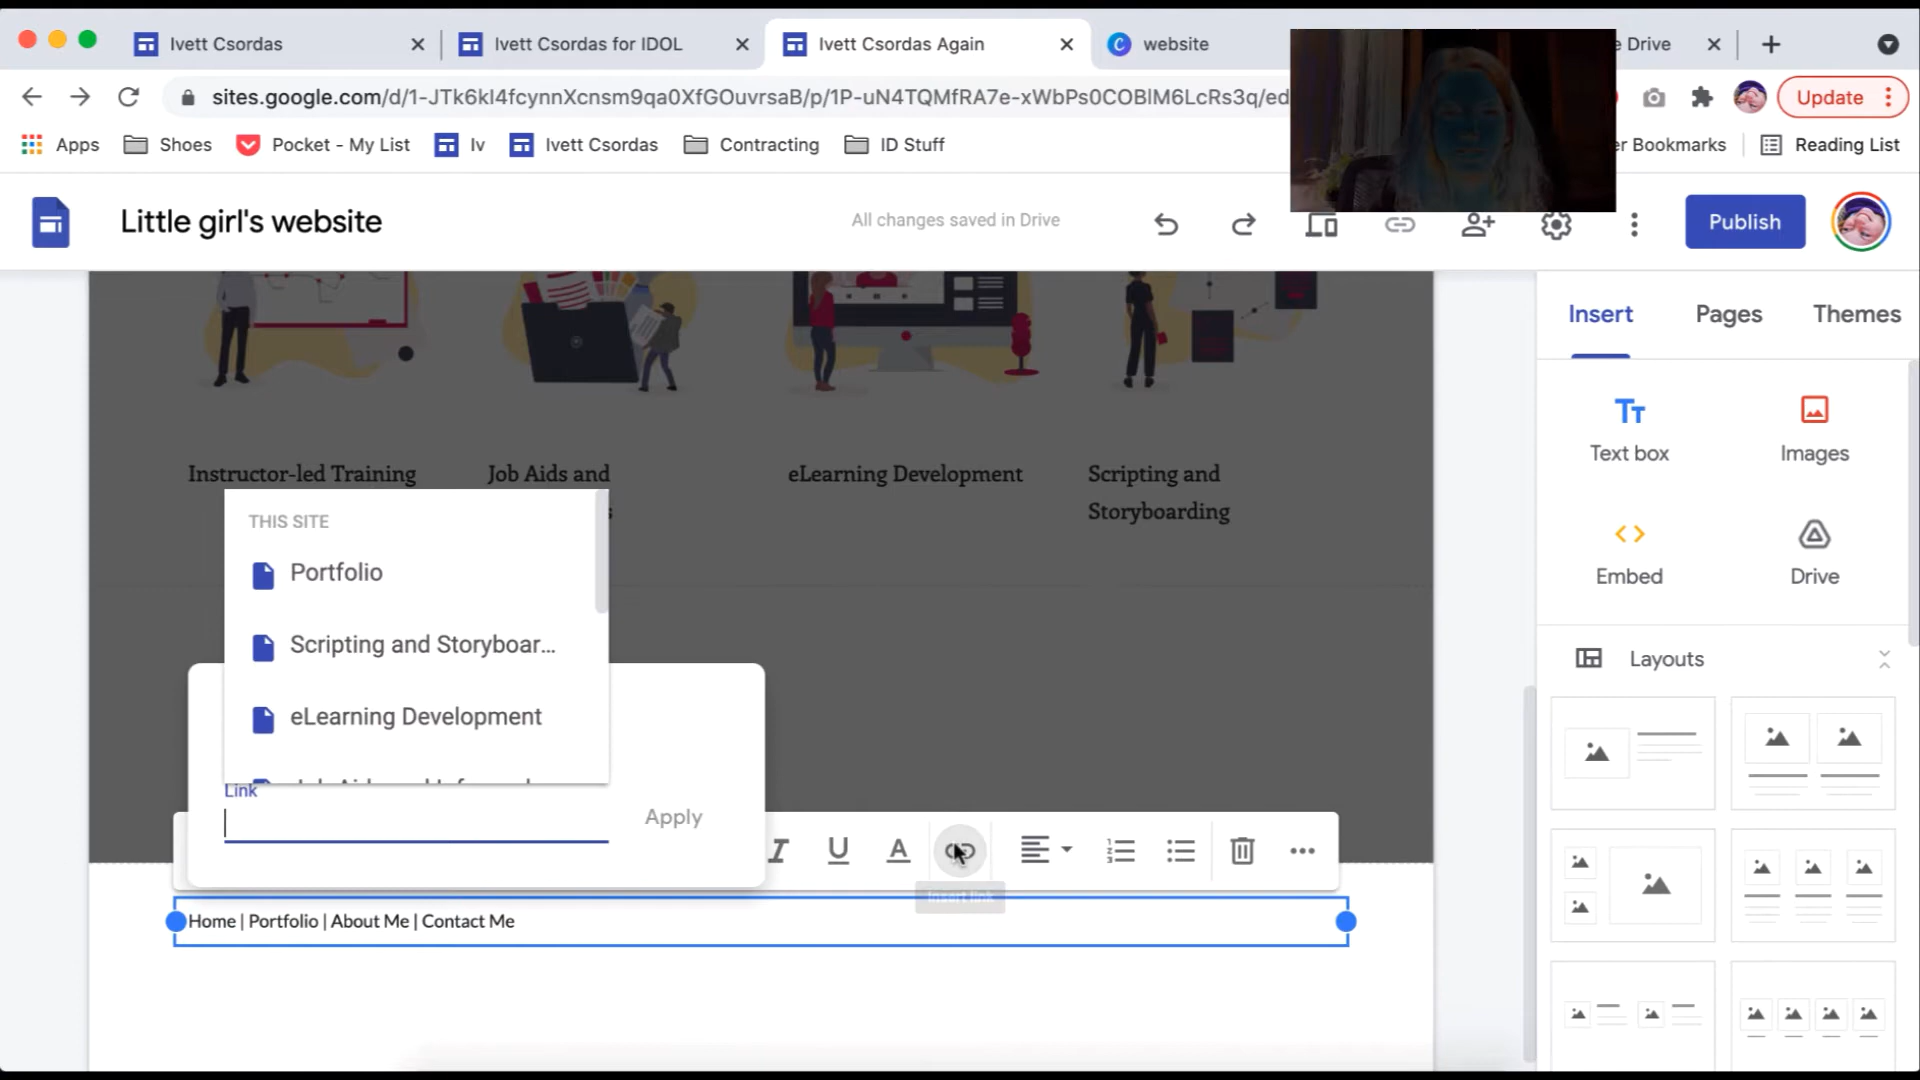 Ivett Csordas
Ivett Csordas for IDOL
Ivett Csordas Again
website
Drive
sites.google.com/d/1-JTk6kI4fcynnXcnsm9qa0XfGOuvrsaB/p/1P-uN4TQMfRA7e-xWbPs0COBlM6LcRs3q/ed
Update
Apps
Shoes
Pocket - My List
Iv
Ivett Csordas
Contracting
ID Stuff
er Bookmarks
Reading List
Little girl's website
All changes saved in Drive
Publish
Insert
Pages
Themes
Text box
Images
Embed
Drive
Layouts
Instructor-led Training
Job Aids and
eLearning Development
Scripting and
Storyboarding
THIS SITE
Portfolio
Scripting and Storyboar...
eLearning Development
Link
Apply
Insert link
Home | Portfolio | About Me | Contact Me